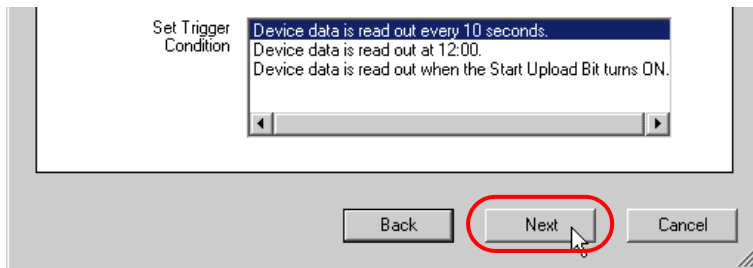 Set Trigger
Condition
Device data is read out every 10 seconds.
Device data is read out at 12:00.
Device data is read out when the Start Upload Bit turns ON.
Back Next Cancel